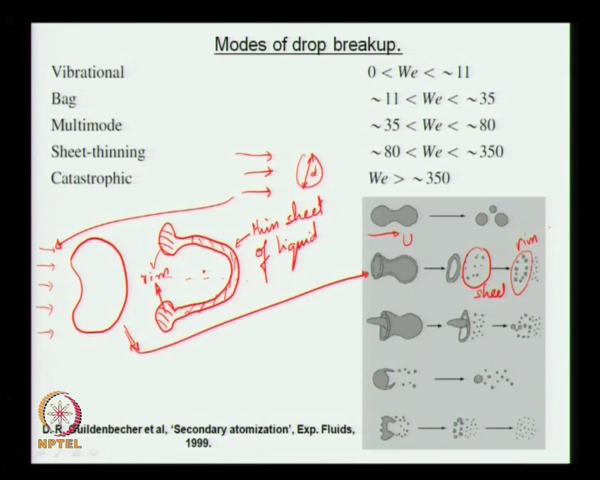 Modes of drop breakup.
Vibrational 0 < We < ~11
Bag ~11 < We < ~35
Multimode ~35 < We < ~80
Sheet-thinning ~80 < We < ~350
Catastrophic We > ~350
d
thin sheet
of liquid
rim
U
rim
sheet
D. R. Guildenbecher et al, 'Secondary atomization', Exp. Fluids,
1999.
NPTEL